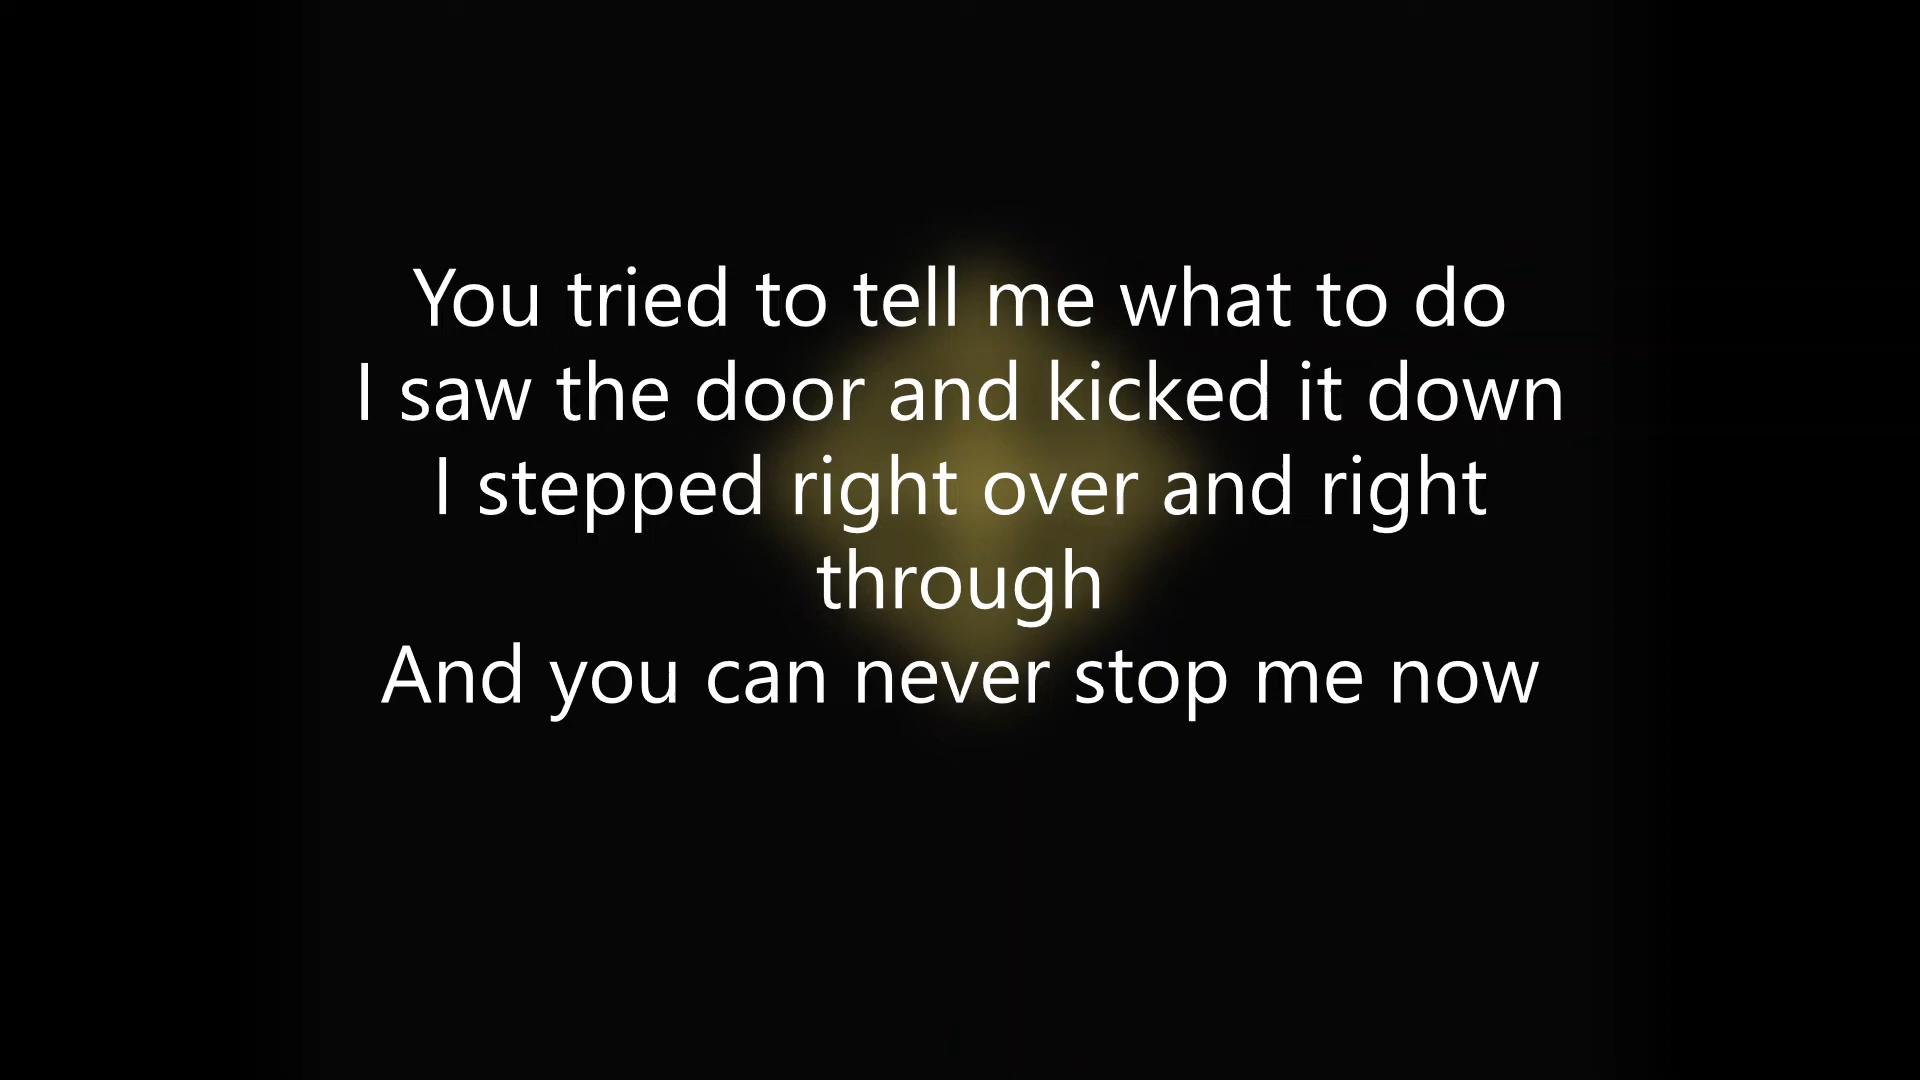 You tried to tell me what to do
I saw the door and kicked it down
I stepped right over and right
through
And you can never stop me now